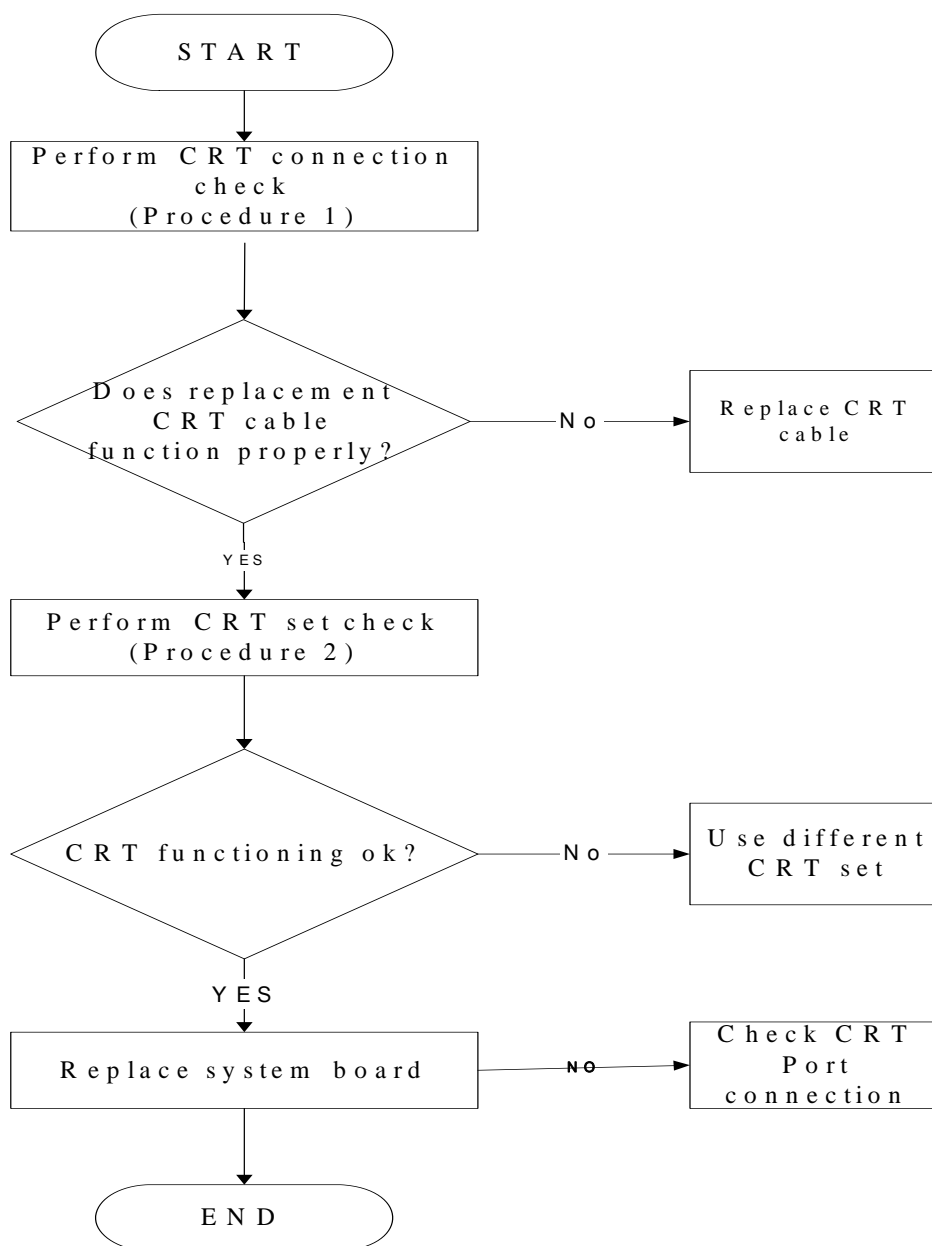 START
Perform CRT connection
check
(Procedure 1)
Does replacement
CRT cable
function properly?
No
Replace CRT
cable
YES
Perform CRT set check
(Procedure 2)
CRT functioning ok?
No
Use different
CRT set
YES
Replace system board
NO
Check CRT
Port
connection
END